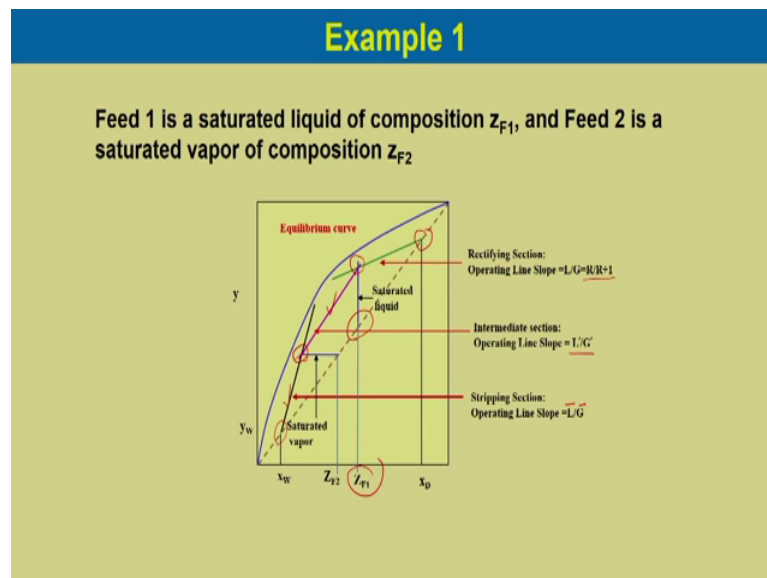 Example 1
Feed 1 is a saturated liquid of composition zF1, and Feed 2 is a
saturated vapor of composition zF2
Equilibrium curve
Rectifying Section:
Operating Line Slope =L/G=R/R+1
y
Saturated
liquid
Intermediate section:
Operating Line Slope = L'/G'
Stripping Section:
Operating Line Slope =L̅/G̅
yW
Saturated
vapor
xW
ZF2
ZF1
xD